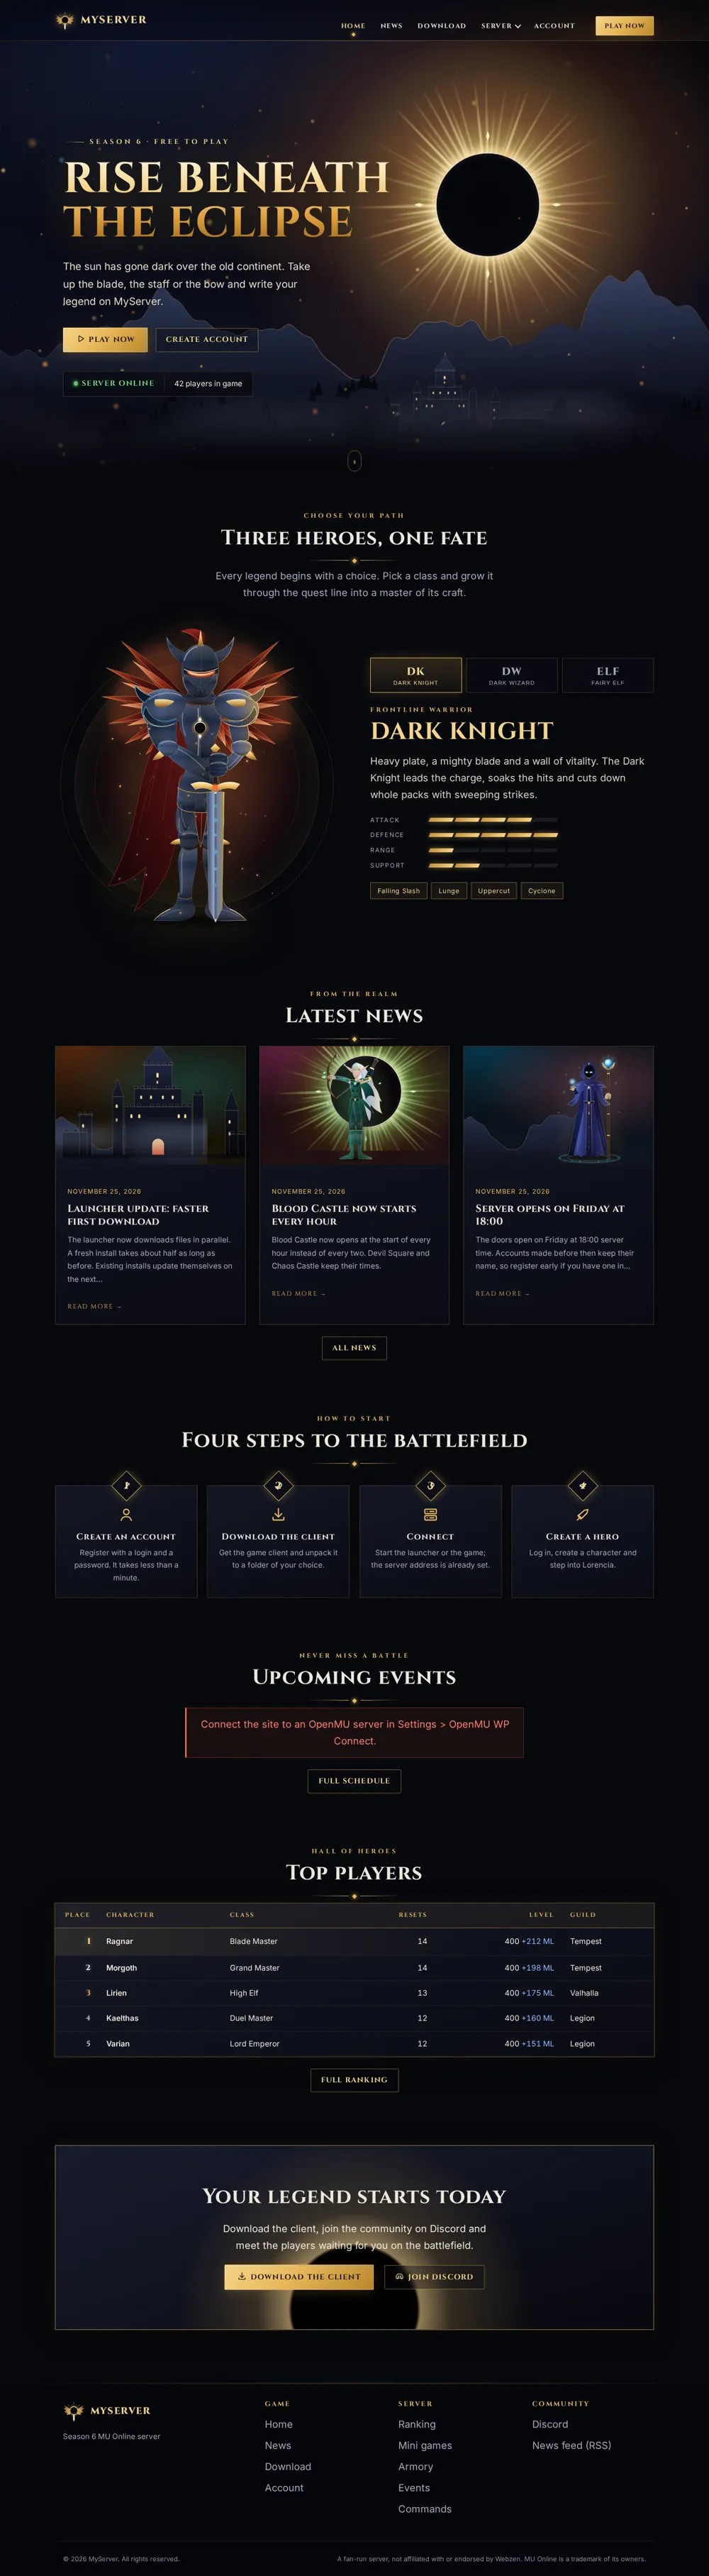 MYSERVER
HOME NEWS DOWNLOAD SERVER ACCOUNT PLAY NOW
SEASON 6 · FREE TO PLAY
RISE BENEATH
THE ECLIPSE
The sun has gone dark over the old continent. Take
up the blade, the staff or the bow and write your
legend on MyServer.
PLAY NOW CREATE ACCOUNT
SERVER ONLINE 42 players in game
CHOOSE YOUR PATH
THREE HEROES, ONE FATE
Every legend begins with a choice. Pick a class and grow it
through the quest line into a master of its craft.
DK DW ELF
DARK KNIGHT DARK WIZARD FAIRY ELF
FRONTLINE WARRIOR
DARK KNIGHT
Heavy plate, a mighty blade and a wall of vitality. The Dark
Knight leads the charge, soaks the hits and cuts down
whole packs with sweeping strikes.
ATTACK
DEFENCE
RANGE
SUPPORT
Falling Slash Lunge Uppercut Cyclone
FROM THE REALM
LATEST NEWS
NOVEMBER 25, 2026
LAUNCHER UPDATE: FASTER
FIRST DOWNLOAD
The launcher now downloads files in parallel.
A fresh install takes about half as long as
before. Existing installs update themselves on
the next...
READ MORE →
NOVEMBER 25, 2026
BLOOD CASTLE NOW STARTS
EVERY HOUR
Blood Castle now opens at the start of every
hour instead of every two. Devil Square and
Chaos Castle keep their times.
READ MORE →
NOVEMBER 25, 2026
SERVER OPENS ON FRIDAY AT
18:00
The doors open on Friday at 18:00 server
time. Accounts made before then keep their
name, so register early if you have one in...
READ MORE →
ALL NEWS
HOW TO START
FOUR STEPS TO THE BATTLEFIELD
1
CREATE AN ACCOUNT
Register with a login and a
password. It takes less than a
minute.
2
DOWNLOAD THE CLIENT
Get the game client and unpack it
to a folder of your choice.
3
CONNECT
Start the launcher or the game;
the server address is already set.
4
CREATE A HERO
Log in, create a character and
step into Lorencia.
NEVER MISS A BATTLE
UPCOMING EVENTS
Connect the site to an OpenMU server in Settings > OpenMU WP
Connect.
FULL SCHEDULE
HALL OF HEROES
TOP PLAYERS
PLACE CHARACTER CLASS RESETS LEVEL GUILD
1 Ragnar Blade Master 14 400 +212 ML Tempest
2 Morgoth Grand Master 14 400 +198 ML Tempest
3 Lirien High Elf 13 400 +175 ML Valhalla
4 Kaelthas Duel Master 12 400 +160 ML Legion
5 Varian Lord Emperor 12 400 +151 ML Legion
FULL RANKING
YOUR LEGEND STARTS TODAY
Download the client, join the community on Discord and
meet the players waiting for you on the battlefield.
DOWNLOAD THE CLIENT JOIN DISCORD
MYSERVER
Season 6 MU Online server
GAME
Home
News
Download
Account
SERVER
Ranking
Mini games
Armory
Events
Commands
COMMUNITY
Discord
News feed (RSS)
© 2026 MyServer. All rights reserved.
A fan-run server, not affiliated with or endorsed by Webzen. MU Online is a trademark of its owners.